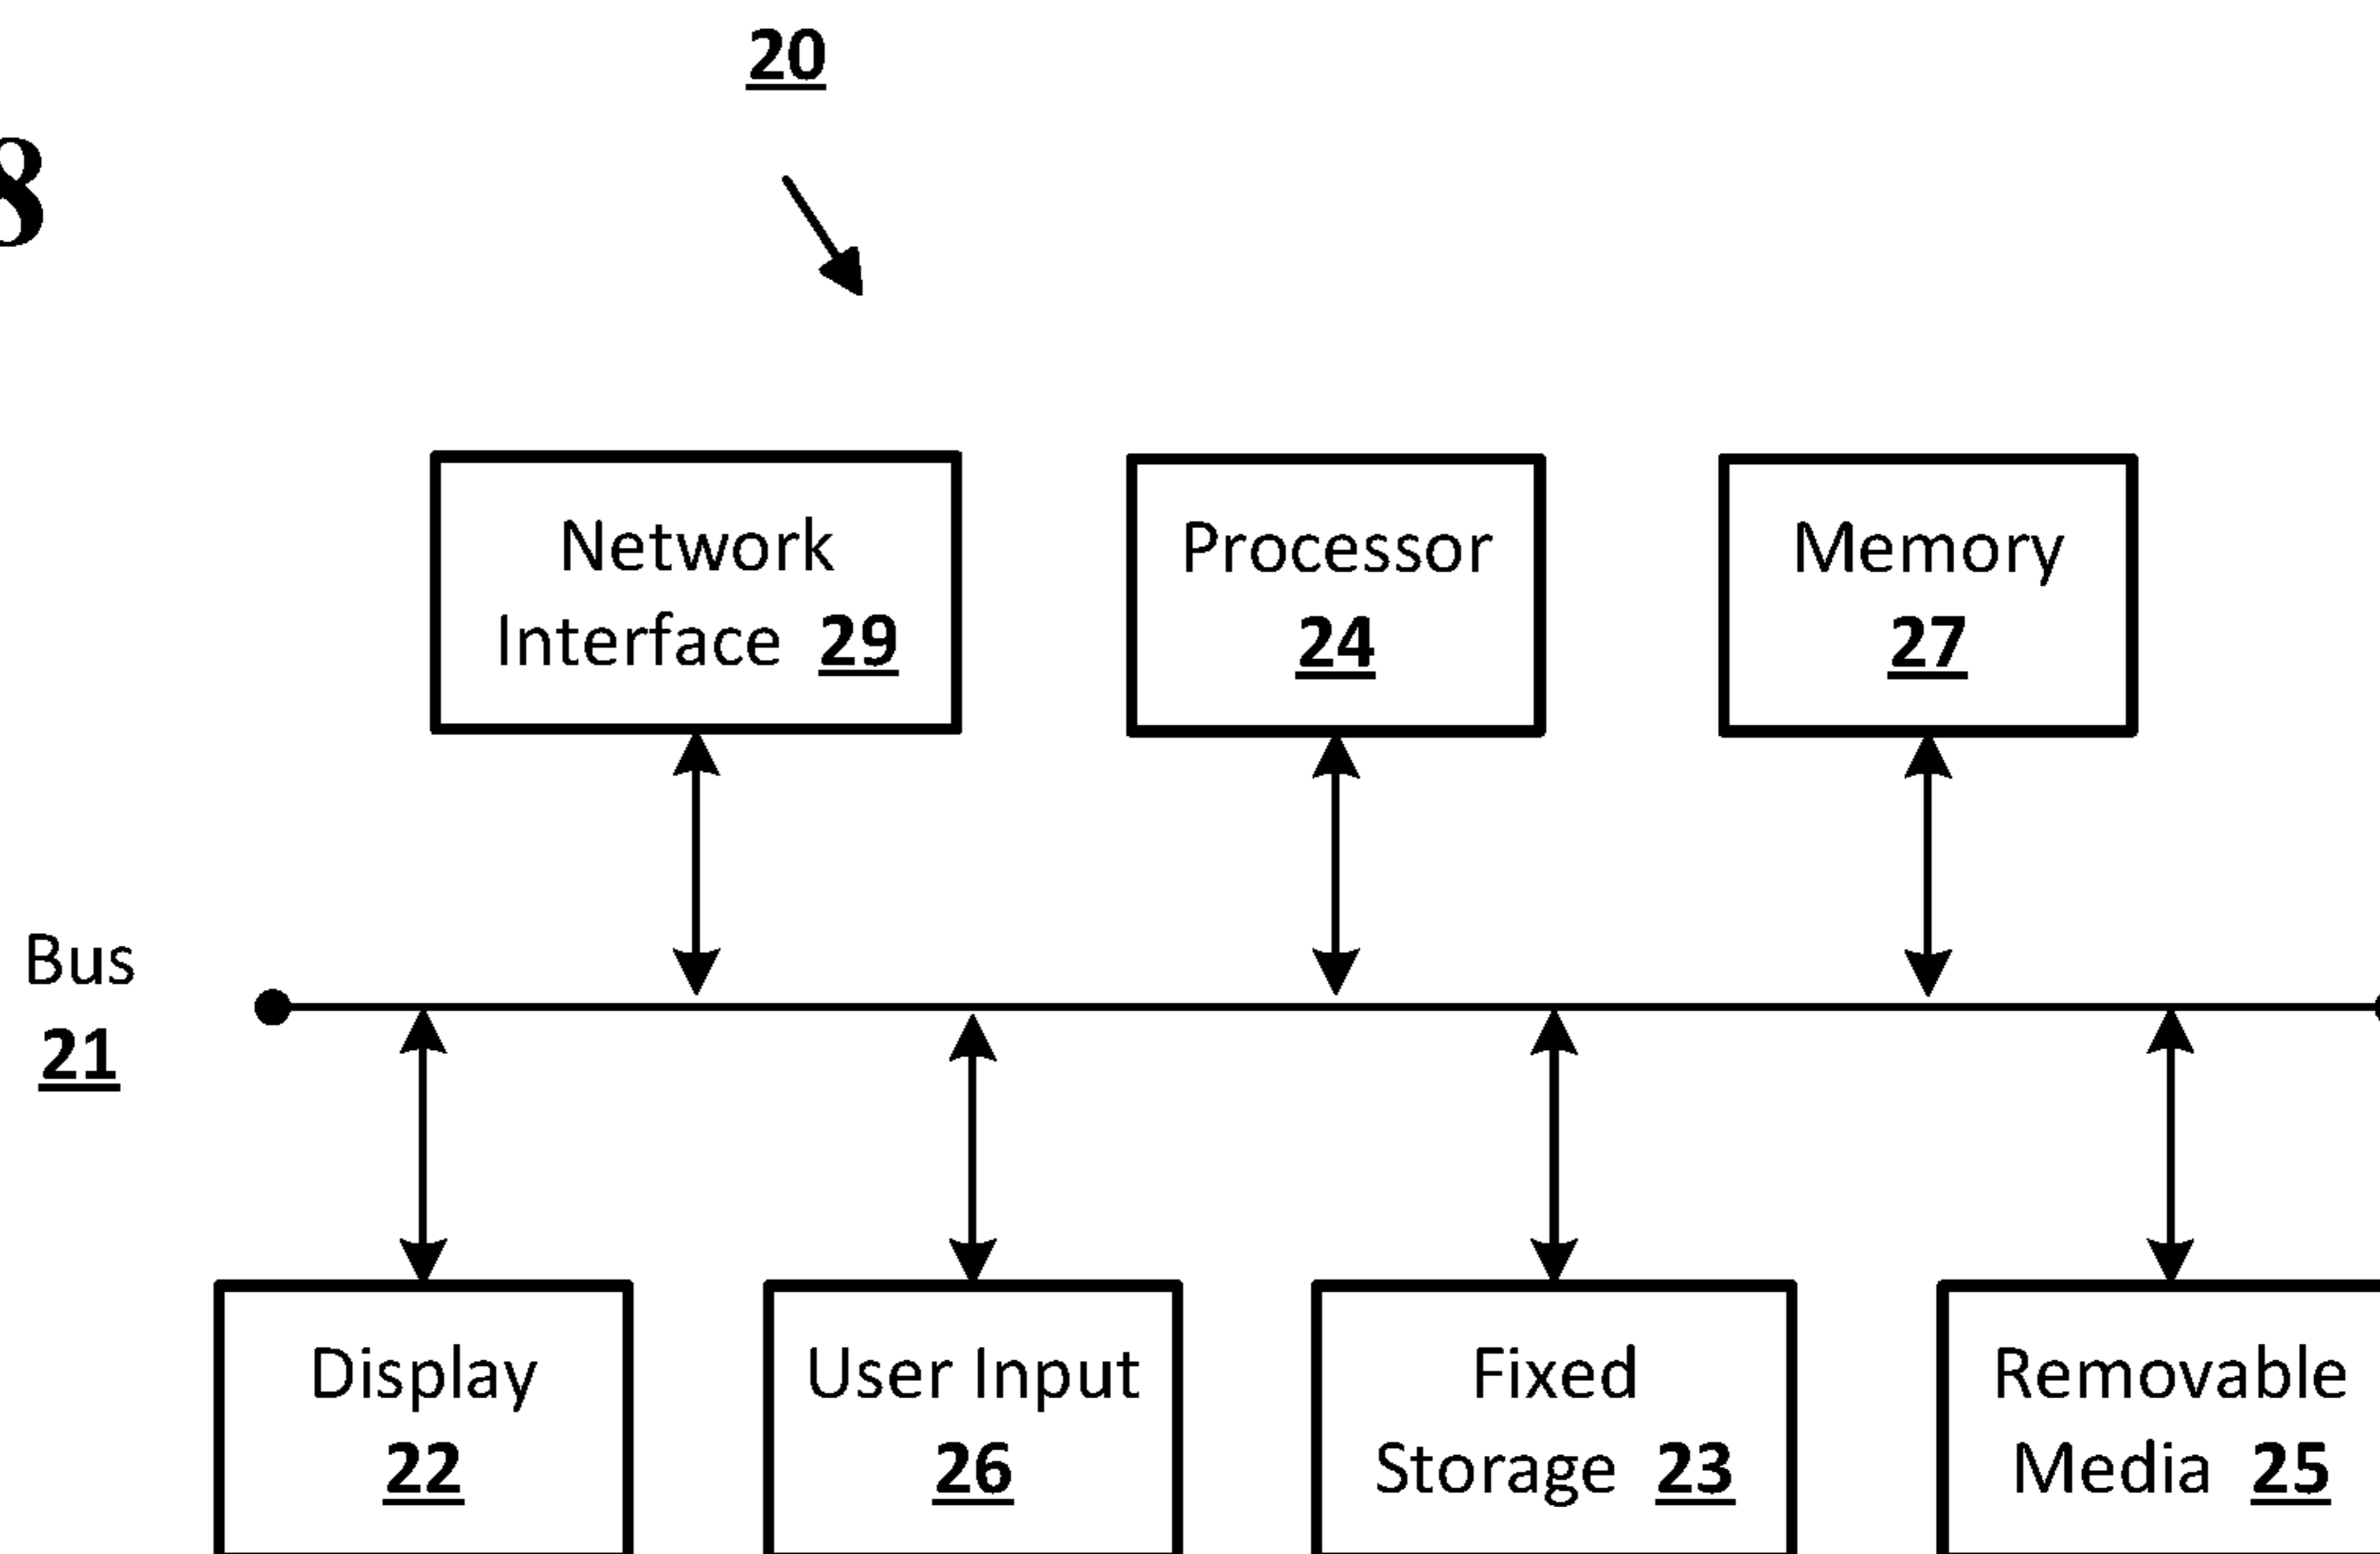 20
8
Network
Interface 29
Processor
24
Memory
27
Bus
21
Display
22
User Input
26
Fixed
Storage 23
Removable
Media 25